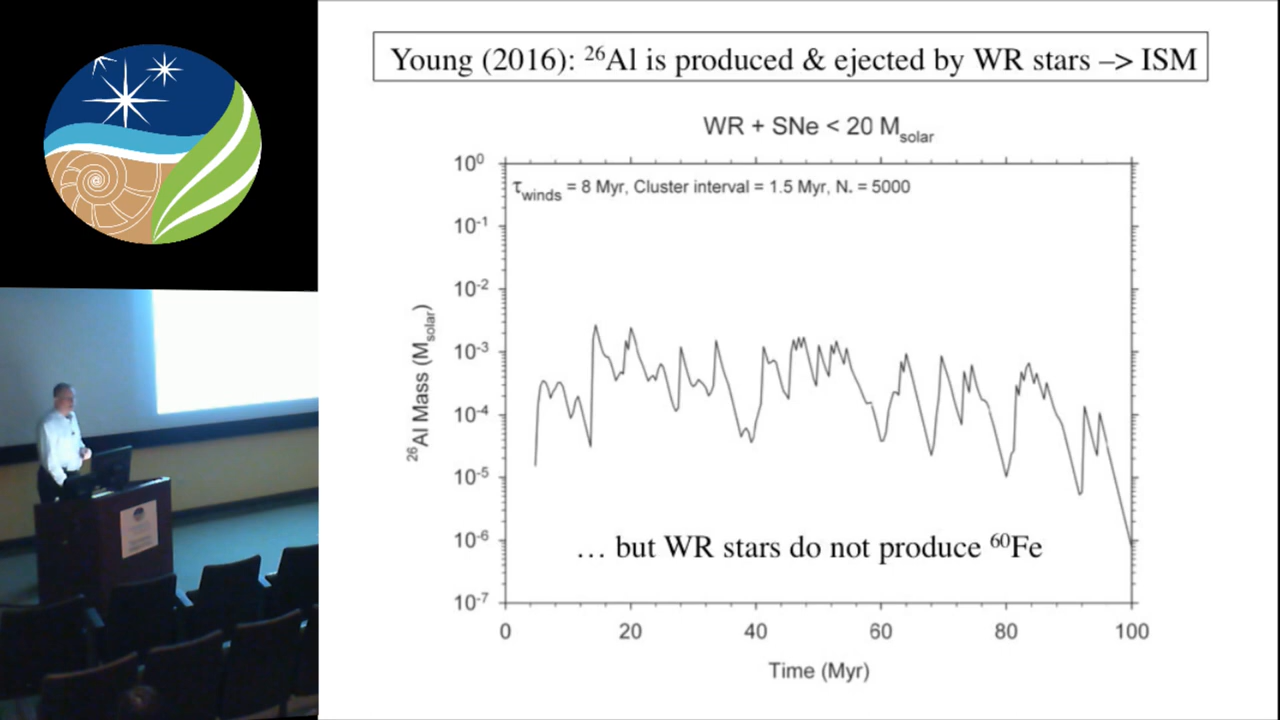 Young (2016): ²⁶Al is produced & ejected by WR stars –> ISM
WR + SNe < 20 M_solar
τ_winds = 8 Myr, Cluster interval = 1.5 Myr, N* = 5000
10⁰
10⁻¹
10⁻²
10⁻³
10⁻⁴
10⁻⁵
10⁻⁶
10⁻⁷
²⁶Al Mass (M_solar)
… but WR stars do not produce ⁶⁰Fe
0 20 40 60 80 100
Time (Myr)